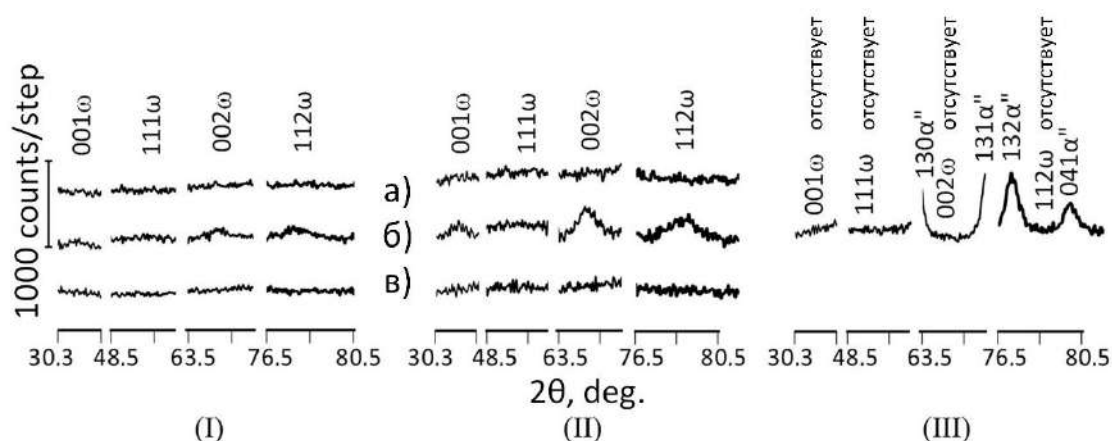 1000 counts/step
001ω
111ω
002ω
112ω
001ω
111ω
002ω
112ω
001ω отсутствует
111ω отсутствует
130α"
002ω отсутствует
131α"
132α"
112ω отсутствует
041α"
а)
б)
в)
30.3 48.5 63.5 76.5 80.5
30.3 48.5 63.5 76.5 80.5
30.3 48.5 63.5 76.5 80.5
2θ, deg.
(I) (II) (III)